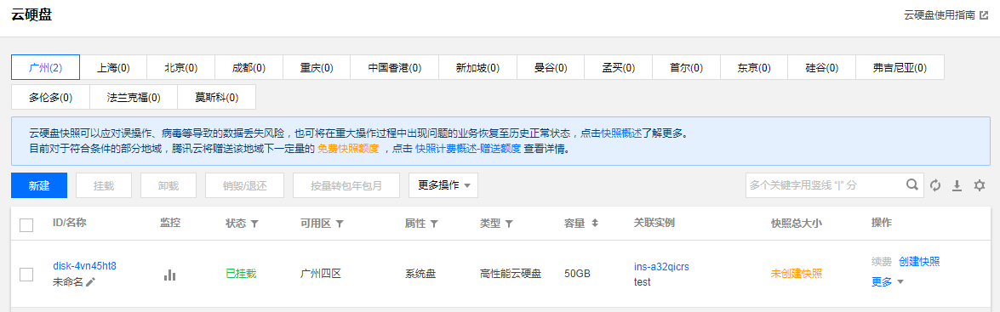 云硬盘
云硬盘使用指南
广州(2) 上海(0) 北京(0) 成都(0) 重庆(0) 中国香港(0) 新加坡(0) 曼谷(0) 孟买(0) 首尔(0) 东京(0) 硅谷(0) 弗吉尼亚(0)
多伦多(0) 法兰克福(0) 莫斯科(0)
云硬盘快照可以应对误操作、病毒等导致的数据丢失风险，也可将在重大操作过程中出现问题的业务恢复至历史正常状态，点击快照概述了解更多。
目前对于符合条件的部分地域，腾讯云将赠送该地域下一定量的 免费快照额度 ，点击 快照计费概述-赠送额度 查看详情。
新建 挂载 卸载 销毁/退还 按量转包年包月 更多操作 多个关键字用竖线 “|” 分
ID/名称 监控 状态 可用区 属性 类型 容量 关联实例 快照总大小 操作
disk-4vn45ht8 已挂载 广州四区 系统盘 高性能云硬盘 50GB ins-a32qicrs 未创建快照 续费 创建快照
未命名 test 更多